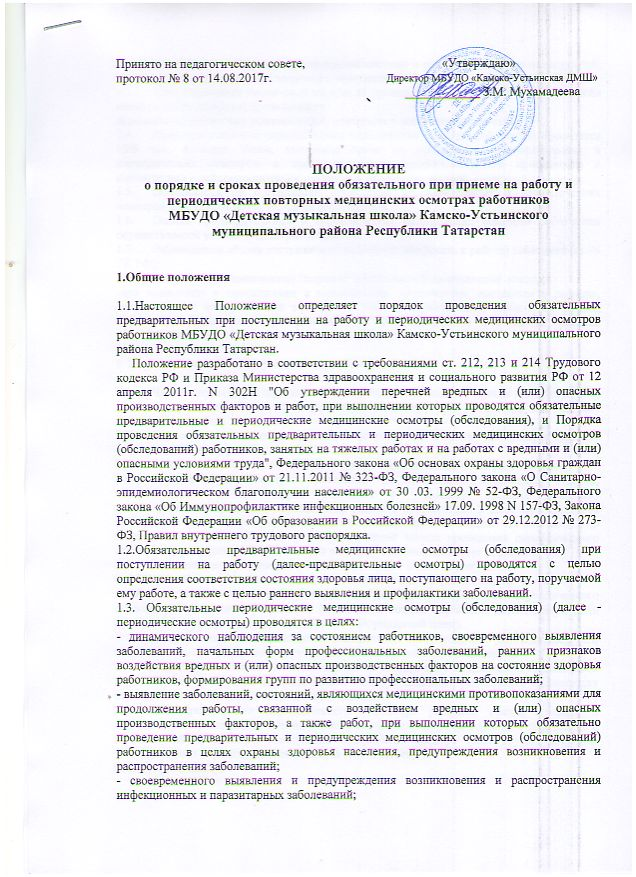 Принято на педагогическом совете,
протокол № 8 от 14.08.2017г.
«Утверждаю»
Директор МБУДО «Камско-Устьинская ДМШ»
З.М. Мухамадеева
ПОЛОЖЕНИЕ
о порядке и сроках проведения обязательного при приеме на работу и
периодических повторных медицинских осмотрах работников
МБУДО «Детская музыкальная школа» Камско-Устьинского
муниципального района Республики Татарстан
1.Общие положения
1.1.Настоящее Положение определяет порядок проведения обязательных
предварительных при поступлении на работу и периодических медицинских осмотров
работников МБУДО «Детская музыкальная школа» Камско-Устьинского муниципального
района Республики Татарстан.
Положение разработано в соответствии с требованиями ст. 212, 213 и 214 Трудового
кодекса РФ и Приказа Министерства здравоохранения и социального развития РФ от 12
апреля 2011г. N 302Н "Об утверждении перечней вредных и (или) опасных
производственных факторов и работ, при выполнении которых проводятся обязательные
предварительные и периодические медицинские осмотры (обследования), и Порядка
проведения обязательных предварительных и периодических медицинских осмотров
(обследований) работников, занятых на тяжелых работах и на работах с вредными и (или)
опасными условиями труда", Федерального закона «Об основах охраны здоровья граждан
в Российской Федерации» от 21.11.2011 № 323-ФЗ, Федерального закона «О Санитарно-
эпидемиологическом благополучии населения» от 30 .03. 1999 № 52-ФЗ, Федерального
закона «Об Иммунопрофилактике инфекционных болезней» 17.09. 1998 N 157-ФЗ, Закона
Российской Федерации «Об образовании в Российской Федерации» от 29.12.2012 № 273-
ФЗ, Правил внутреннего трудового распорядка.
1.2.Обязательные предварительные медицинские осмотры (обследования) при
поступлении на работу (далее-предварительные осмотры) проводятся с целью
определения соответствия состояния здоровья лица, поступающего на работу, поручаемой
ему работе, а также с целью раннего выявления и профилактики заболеваний.
1.3. Обязательные периодические медицинские осмотры (обследования) (далее -
периодические осмотры) проводятся в целях:
- динамического наблюдения за состоянием работников, своевременного выявления
заболеваний, начальных форм профессиональных заболеваний, ранних признаков
воздействия вредных и (или) опасных производственных факторов на состояние здоровья
работников, формирования групп по развитию профессиональных заболеваний;
- выявление заболеваний, состояний, являющихся медицинскими противопоказаниями для
продолжения работы, связанной с воздействием вредных и (или) опасных
производственных факторов, а также работ, при выполнении которых обязательно
проведение предварительных и периодических медицинских осмотров (обследований)
работников в целях охраны здоровья населения, предупреждения возникновения и
распространения заболеваний;
- своевременного выявления и предупреждения возникновения и распространения
инфекционных и паразитарных заболеваний;